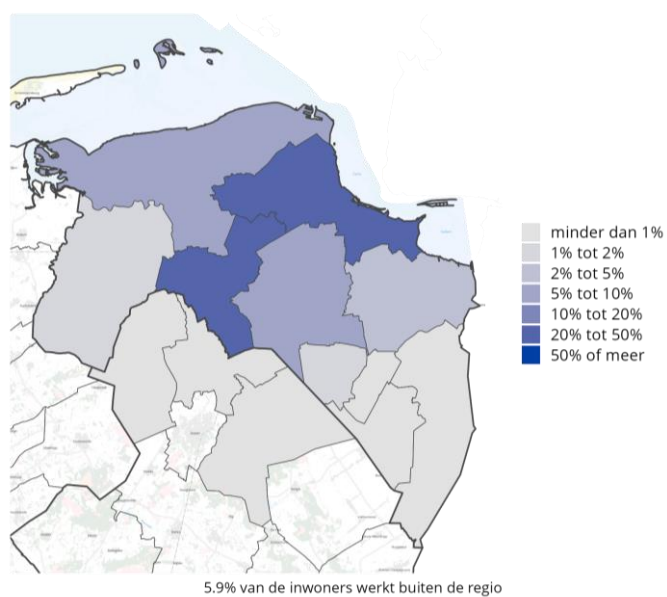 minder dan 1%
1% tot 2%
2% tot 5%
5% tot 10%
10% tot 20%
20% tot 50%
50% of meer
5.9% van de inwoners werkt buiten de regio